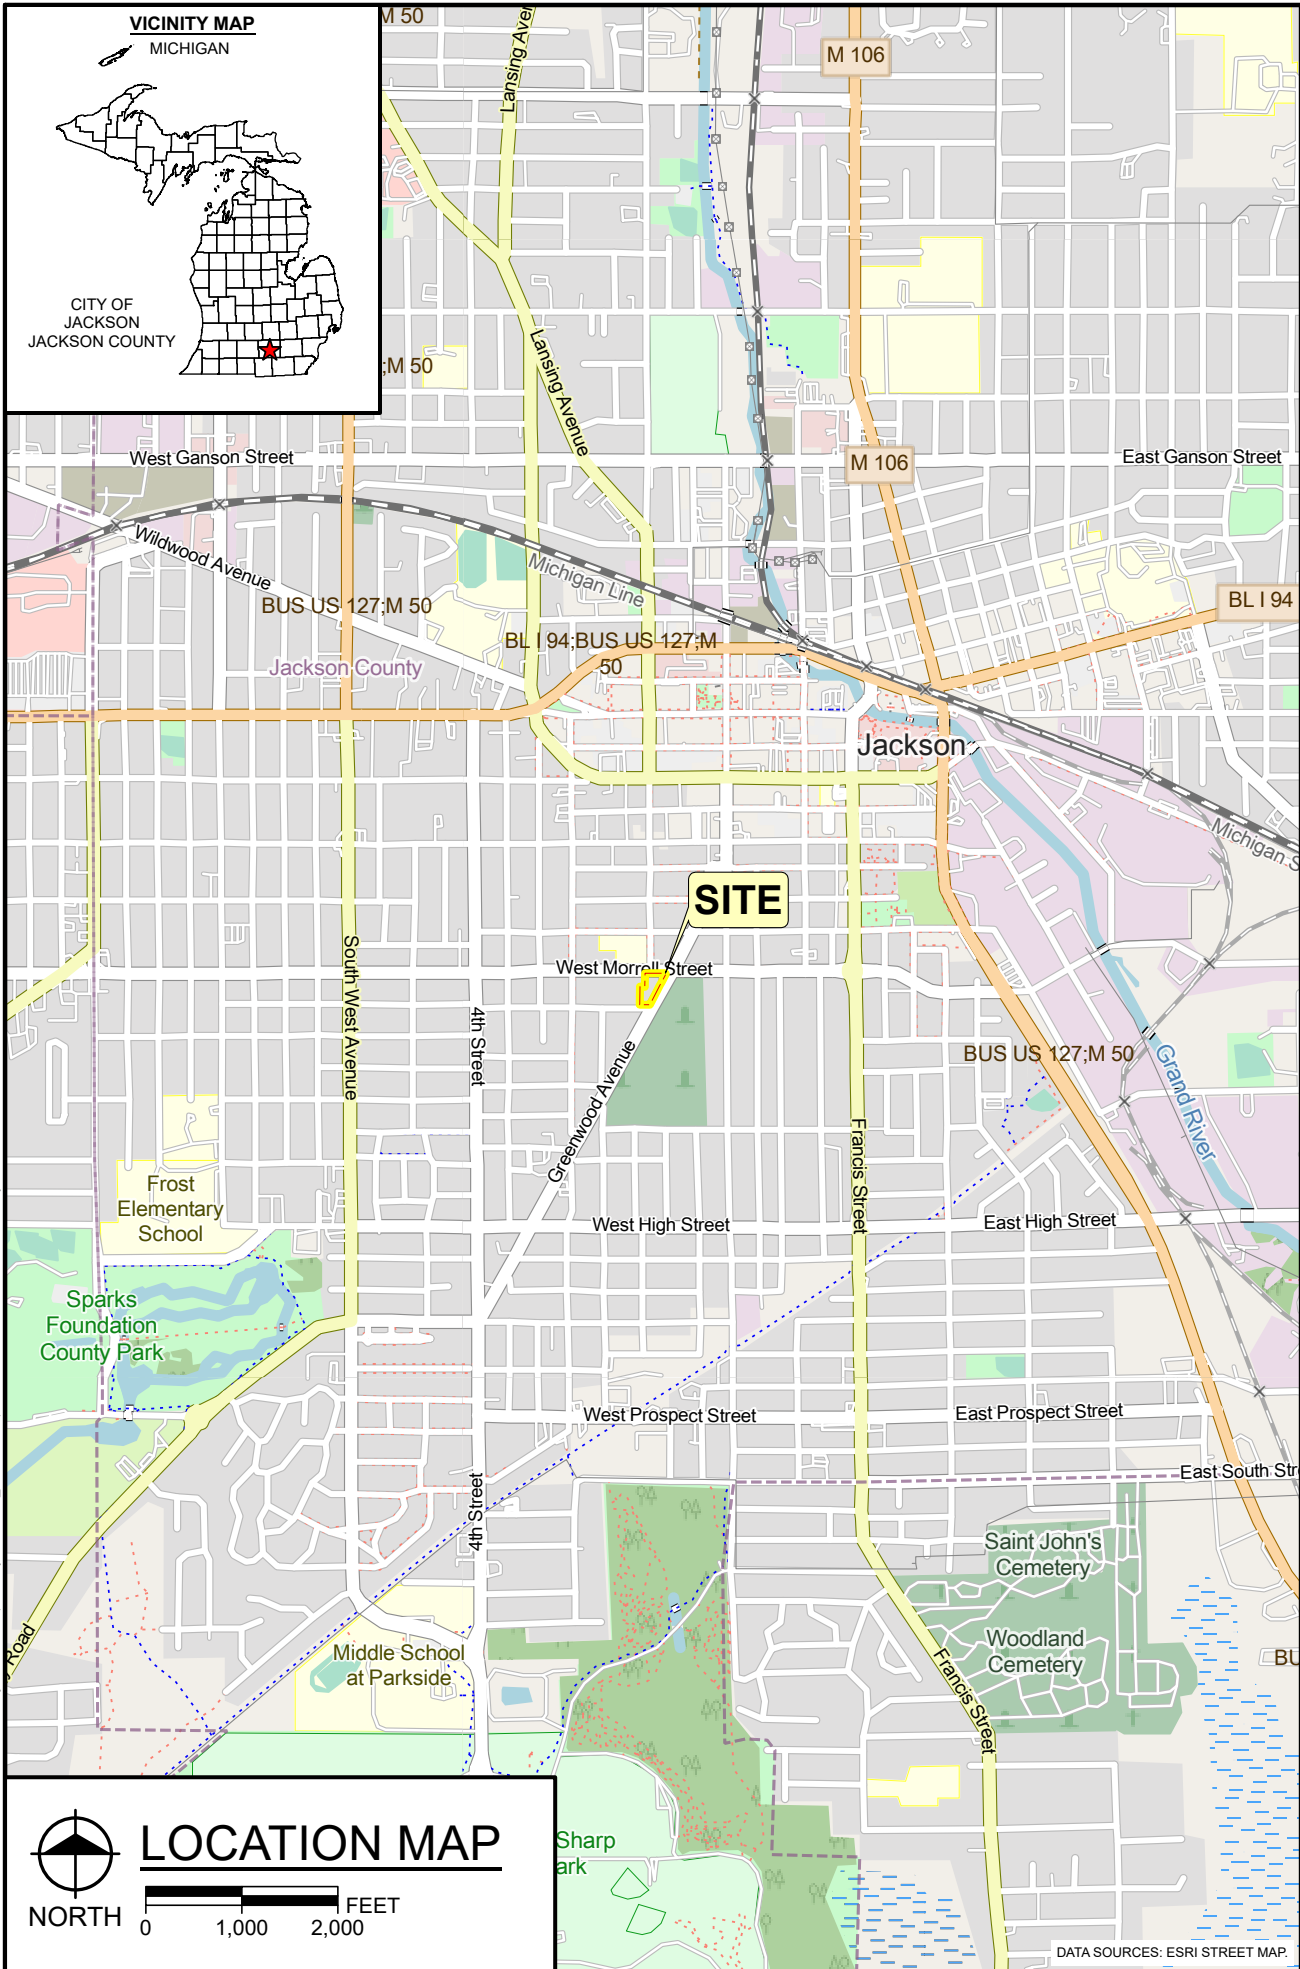 VICINITY MAP
MICHIGAN
CITY OF
JACKSON
JACKSON COUNTY
M 50
Lansing Aven
M 106
;M 50
Lansing Avenue
West Ganson Street
M 106
East Ganson Street
Wildwood Avenue
Michigan Line
BUS US 127;M 50
BL I 94
BL I 94;BUS US 127;M
50
Jackson County
Jackson
Michigan S
SITE
West Morrell Street
South West Avenue
4th Street
Greenwood Avenue
BUS US 127;M 50
Grand River
Francis Street
Frost
Elementary
School
West High Street
East High Street
Sparks
Foundation
County Park
West Prospect Street
East Prospect Street
East South Stre
4th Street
Saint John's
Cemetery
Woodland
Cemetery
y Road
Middle School
at Parkside
Francis Street
BU
LOCATION MAP
NORTH
FEET
0 1,000 2,000
Sharp
ark
DATA SOURCES: ESRI STREET MAP.